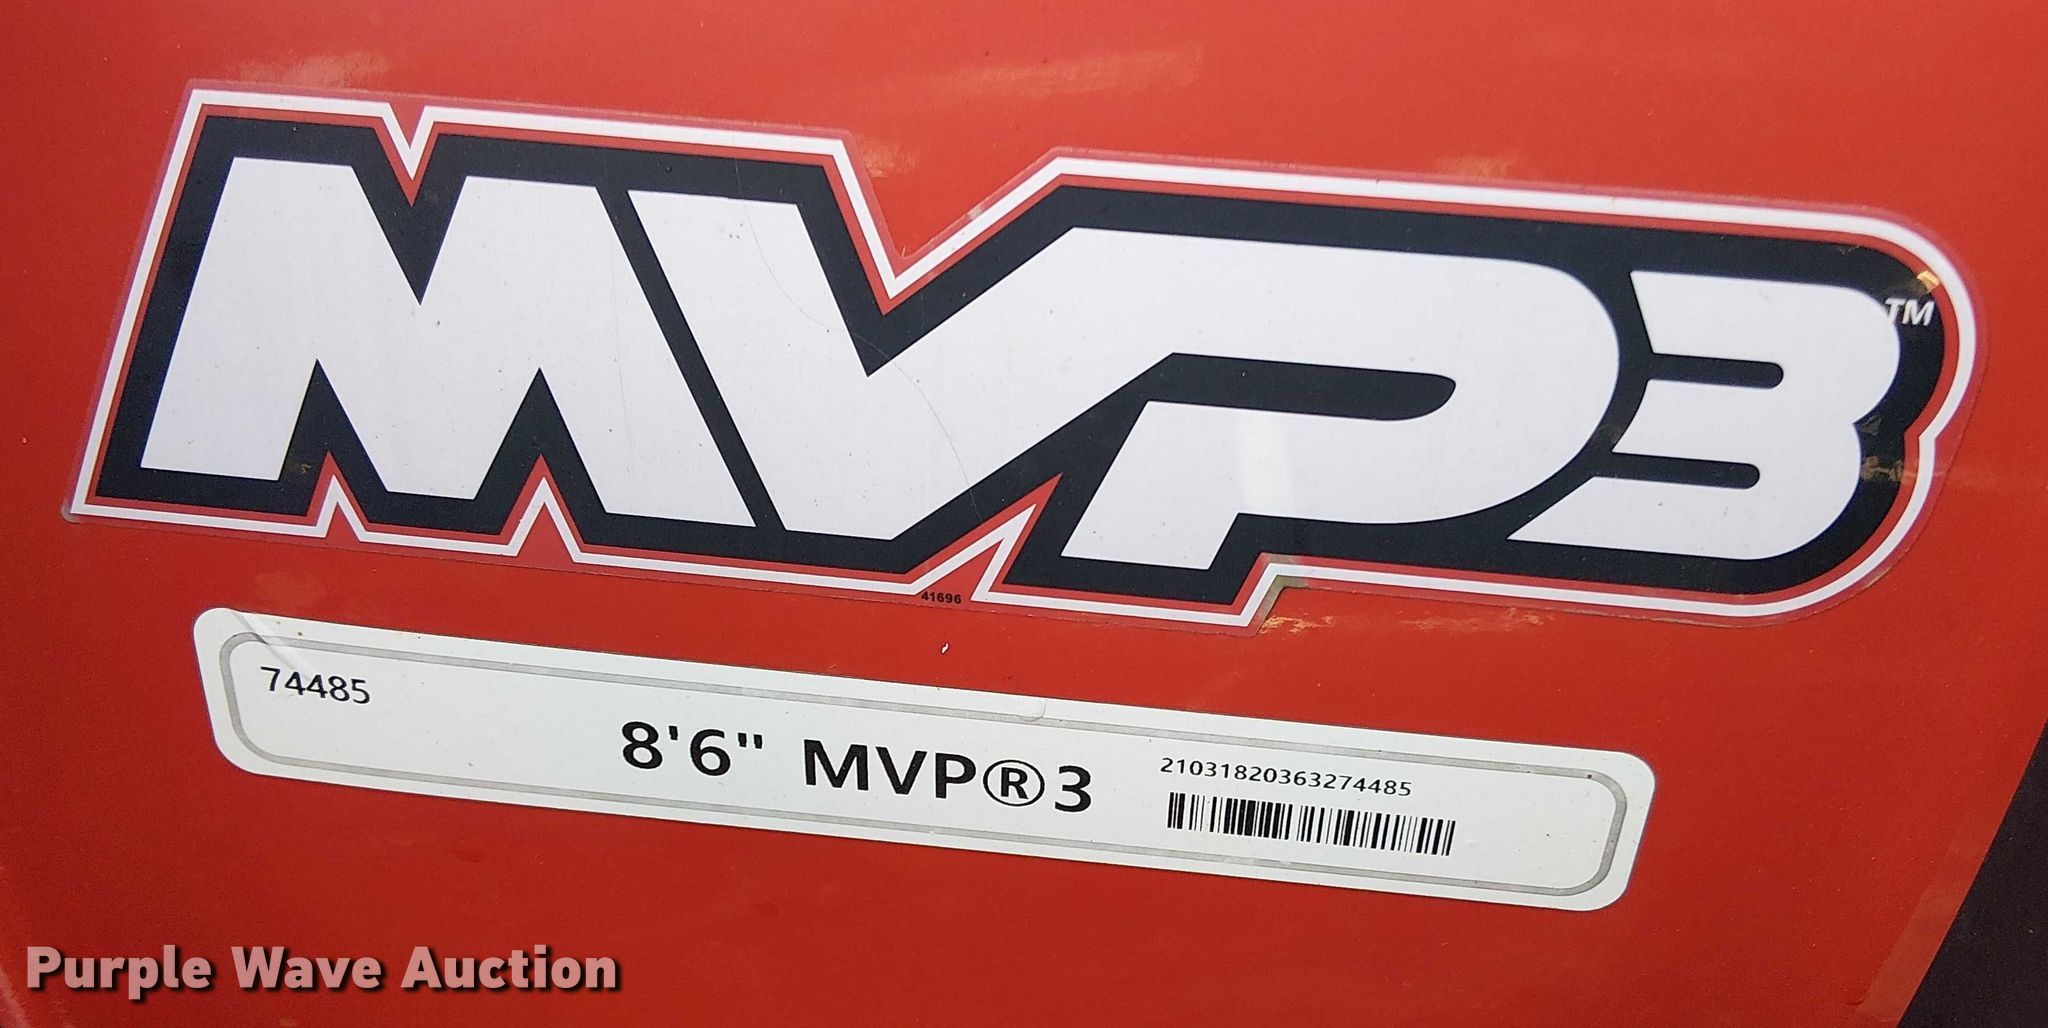 MVP3™
41696
74485
8'6" MVP®3
21031820363274485
Purple Wave Auction